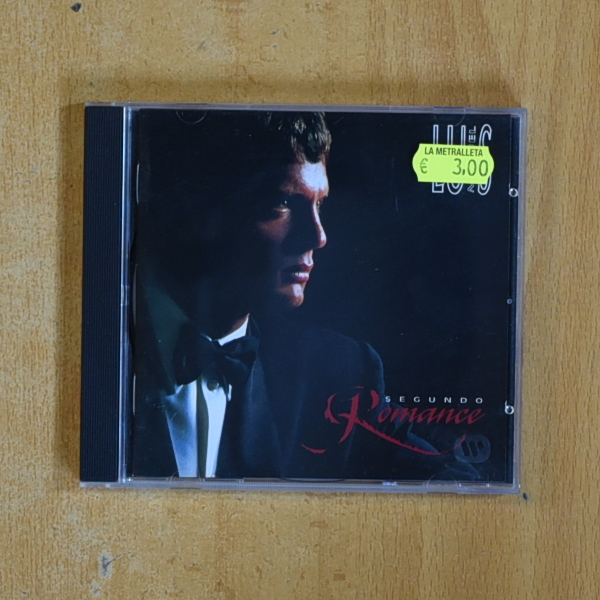 LUIS
LA METRALLETA
€ 3,00
SEGUNDO
Romance